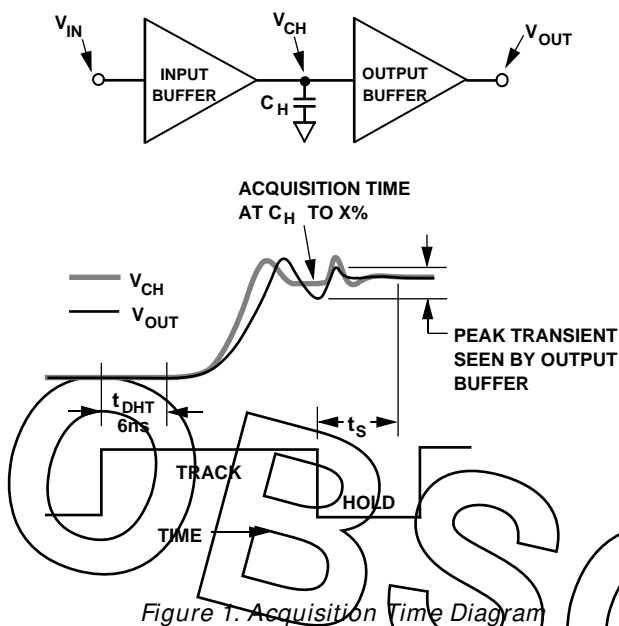 V_IN
V_CH
V_OUT
INPUT
BUFFER
OUTPUT
BUFFER
C_H
ACQUISITION TIME
AT C_H TO X%
V_CH
V_OUT
PEAK TRANSIENT
SEEN BY OUTPUT
BUFFER
t_DHT
6ns
t_S
TRACK
HOLD
TIME
OBSO
Figure 1. Acquisition Time Diagram